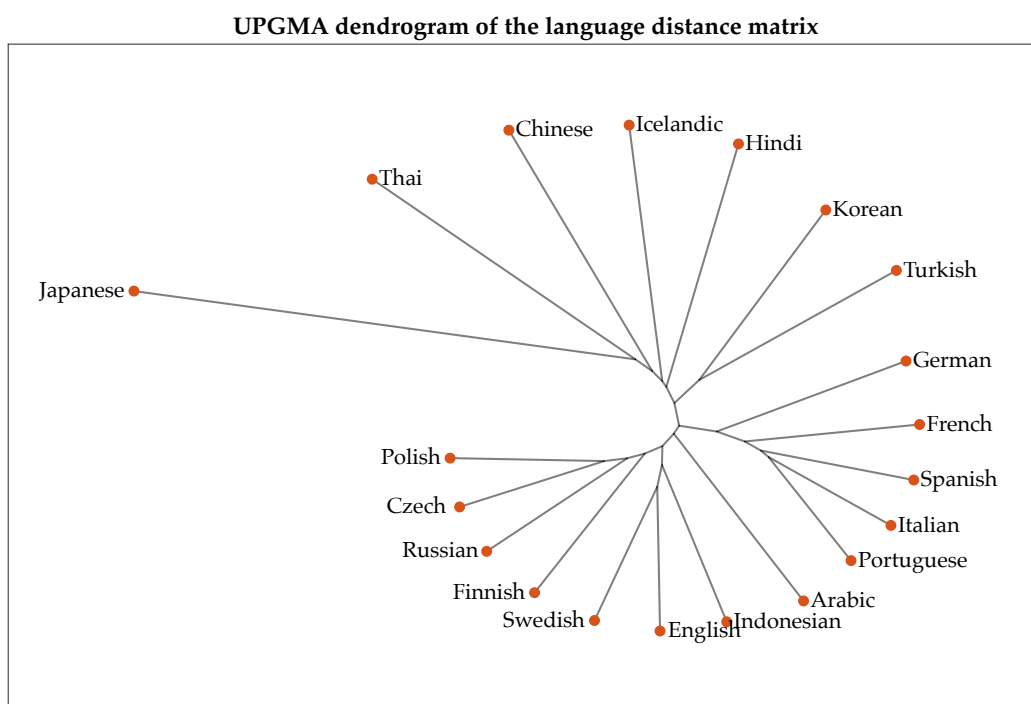 UPGMA dendrogram of the language distance matrix
Chinese
Icelandic
Hindi
Thai
Korean
Turkish
Japanese
German
French
Polish
Spanish
Czech
Italian
Russian
Portuguese
Finnish
Arabic
Swedish
English
Indonesian